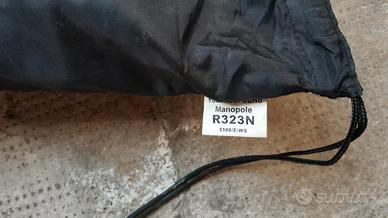 Manopole
R323N
5500/E/WS
subito